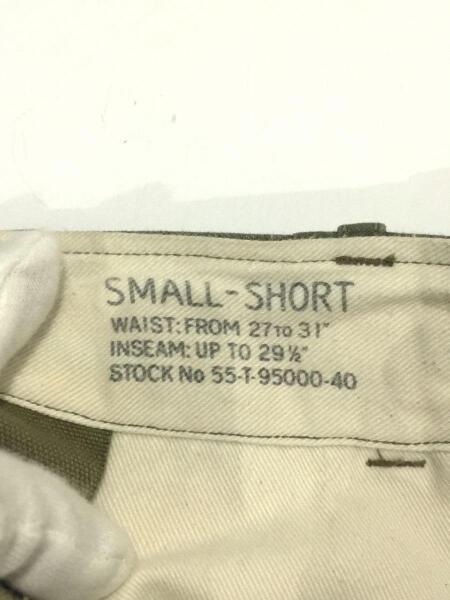 SMALL-SHORT
WAIST: FROM 27 TO 31"
INSEAM: UP TO 29½"
STOCK No 55-T-95000-40